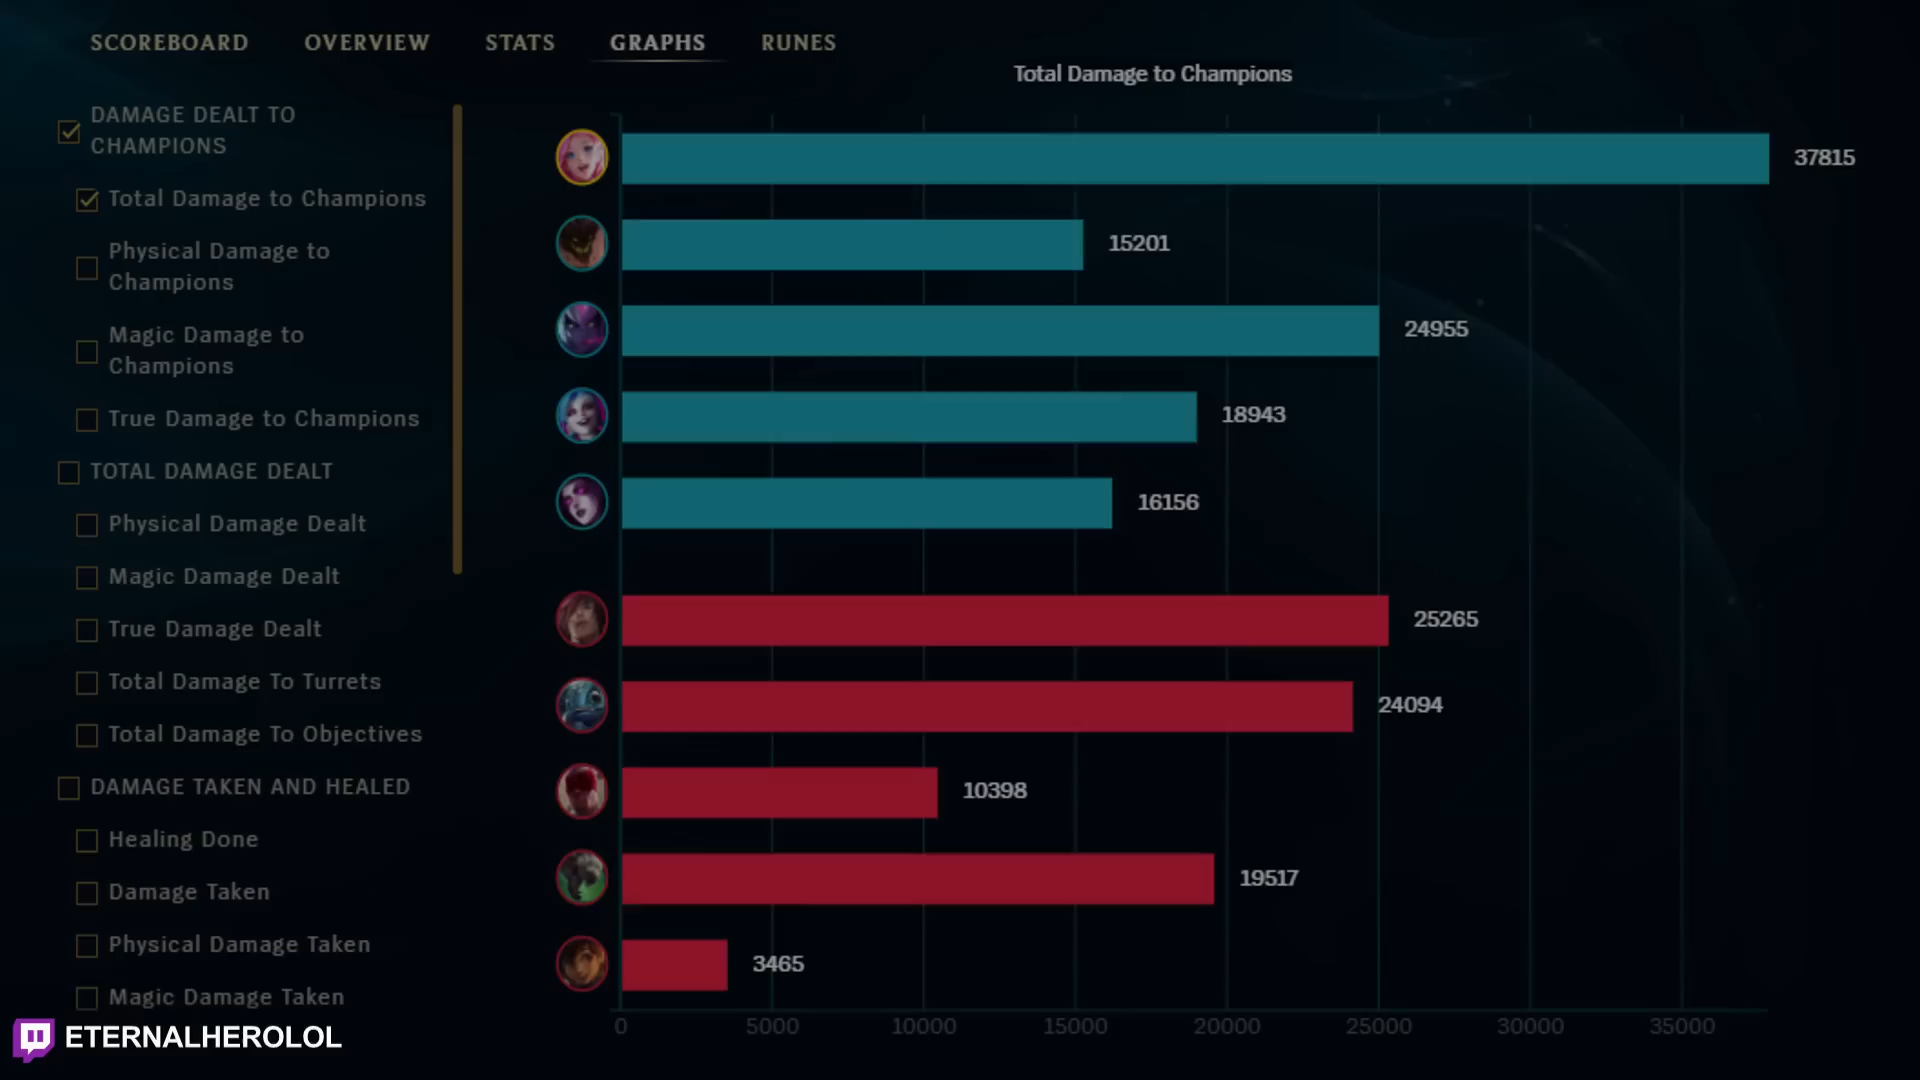 SCOREBOARD OVERVIEW STATS GRAPHS RUNES
Total Damage to Champions
DAMAGE DEALT TO
CHAMPIONS
Total Damage to Champions
Physical Damage to
Champions
Magic Damage to
Champions
True Damage to Champions
TOTAL DAMAGE DEALT
Physical Damage Dealt
Magic Damage Dealt
True Damage Dealt
Total Damage To Turrets
Total Damage To Objectives
DAMAGE TAKEN AND HEALED
Healing Done
Damage Taken
Physical Damage Taken
Magic Damage Taken
37815
15201
24955
18943
16156
25265
24094
10398
19517
3465
0 5000 10000 15000 20000 25000 30000 35000
ETERNALHEROLOL